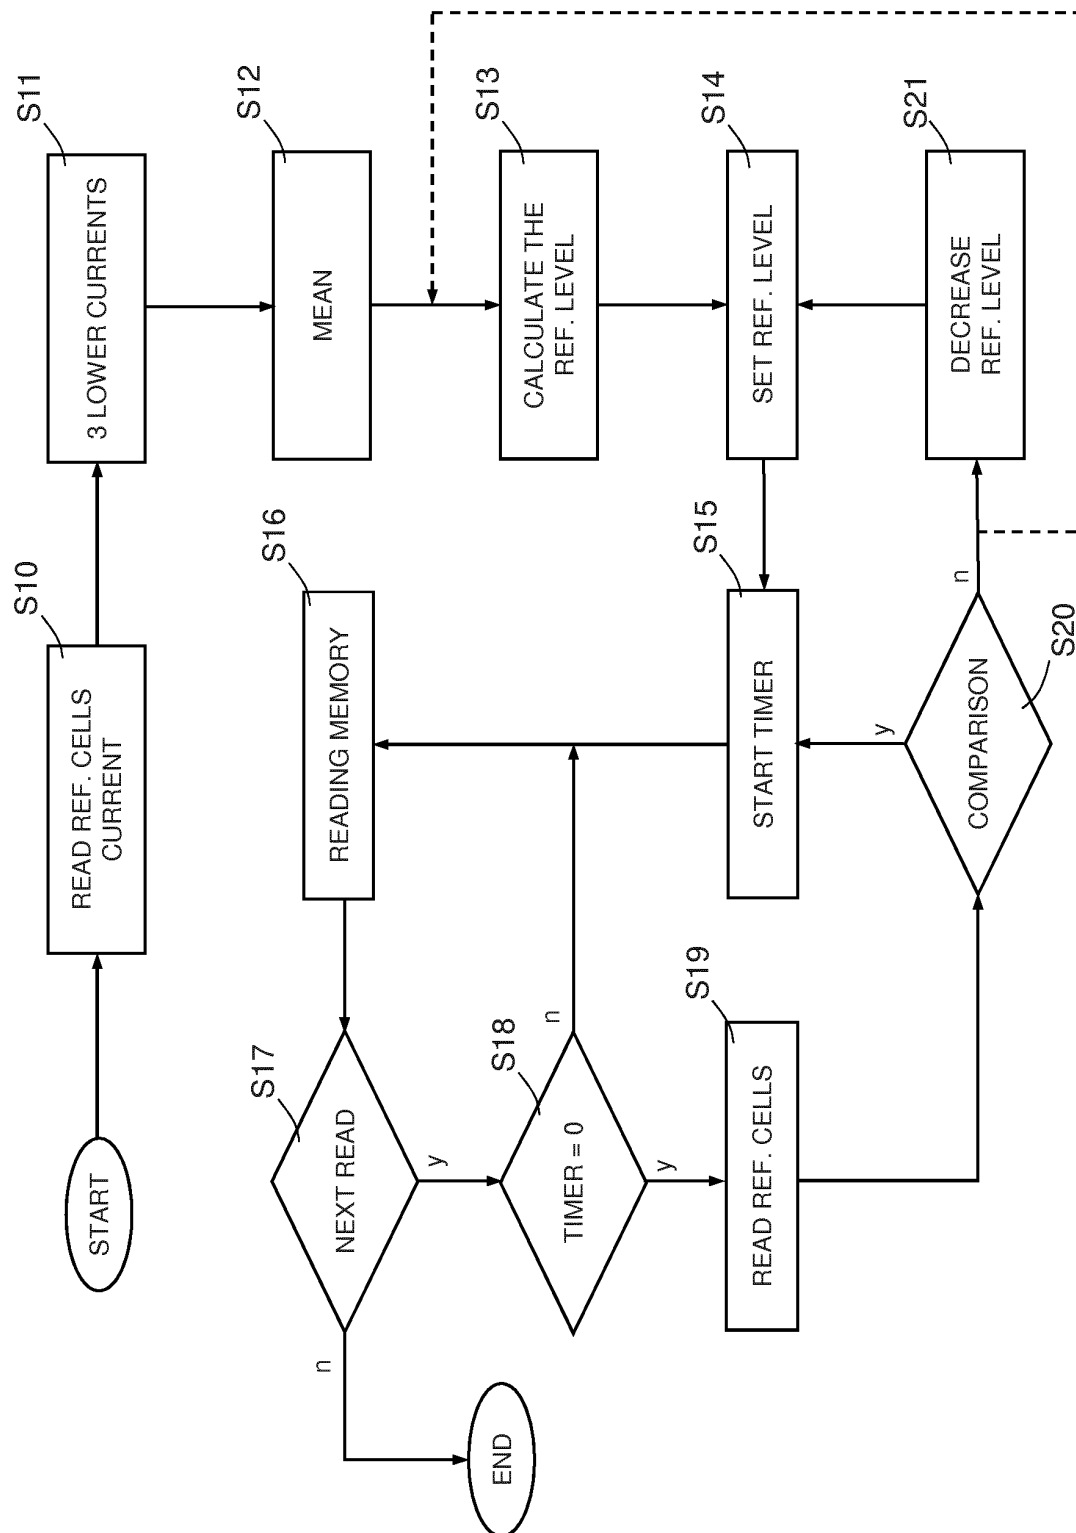 START
READ REF. CELLS
CURRENT
S10
3 LOWER CURRENTS
S11
MEAN
S12
CALCULATE THE
REF. LEVEL
S13
SET REF. LEVEL
S14
START TIMER
S15
READING MEMORY
S16
NEXT READ
S17
n
y
END
TIMER = 0
S18
n
y
READ REF. CELLS
S19
COMPARISON
S20
y
n
DECREASE
REF. LEVEL
S21